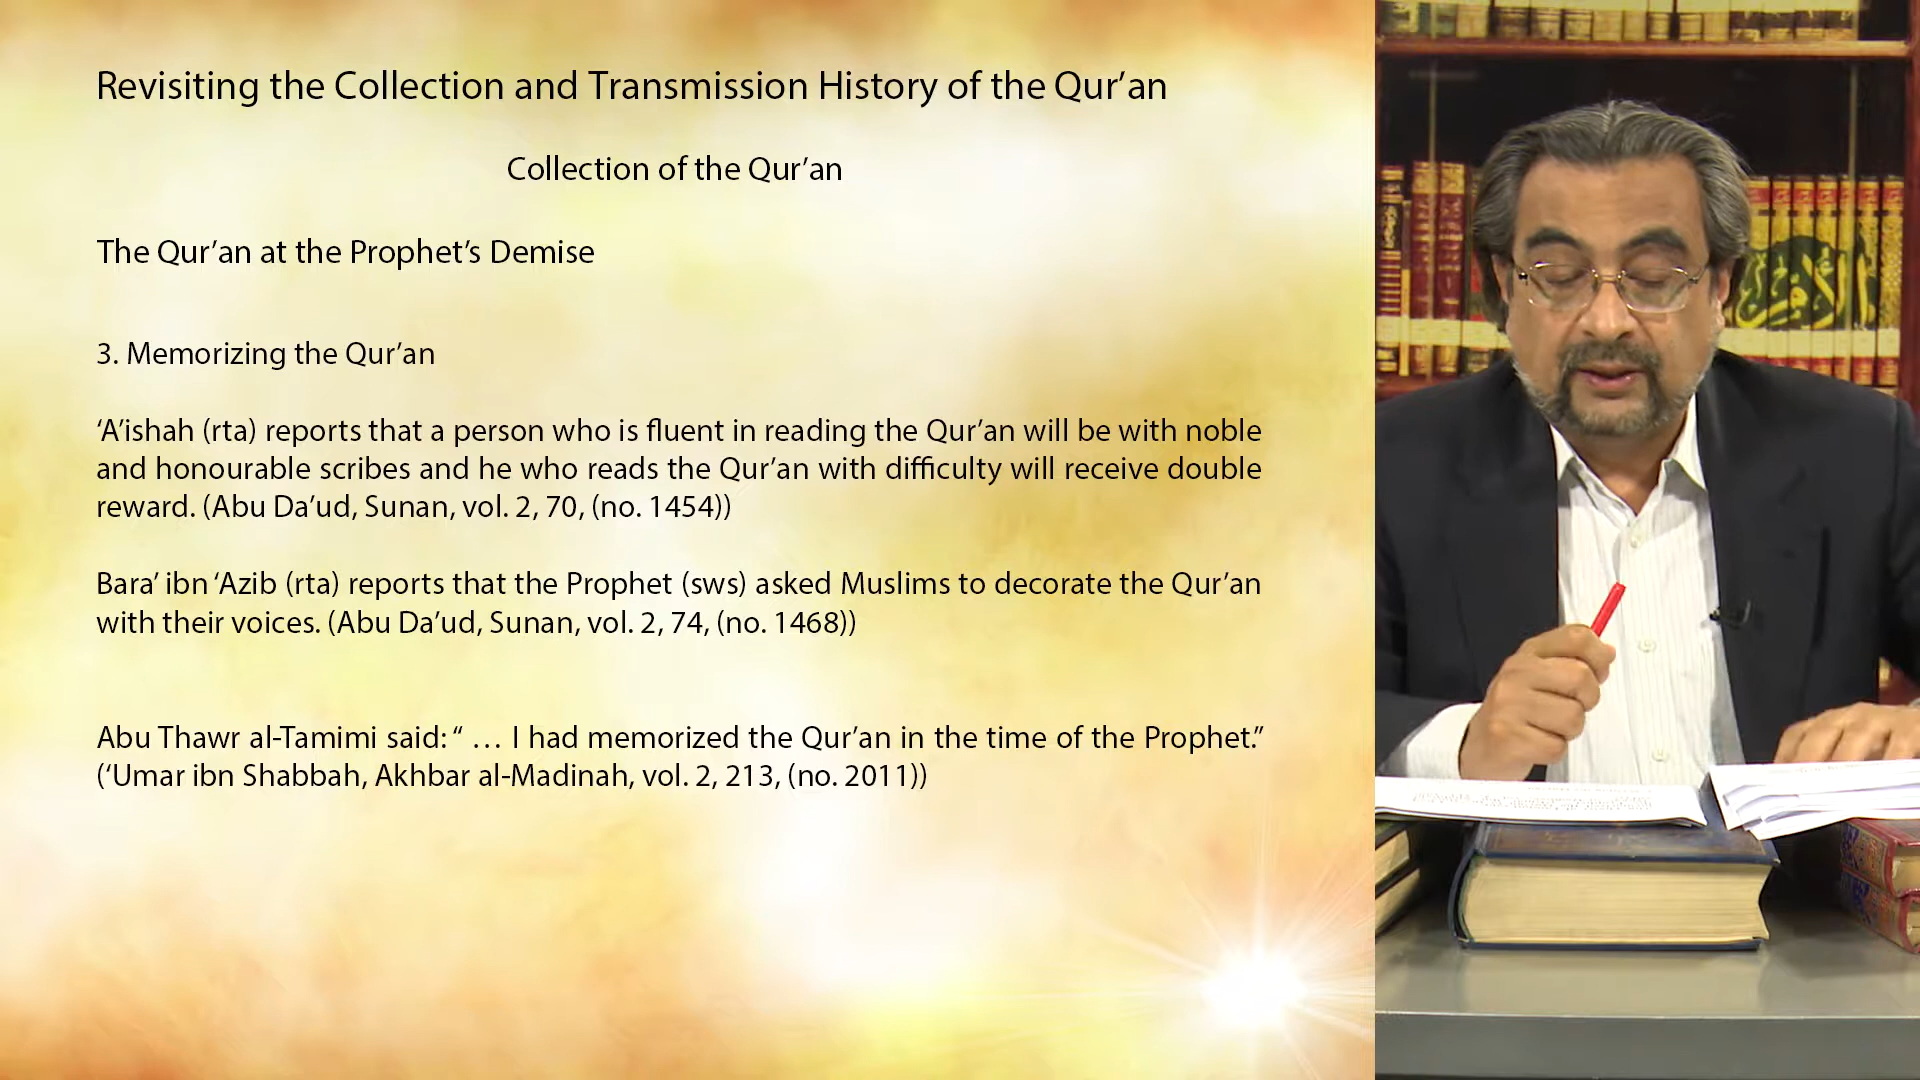 Revisiting the Collection and Transmission History of the Qur’an
Collection of the Qur’an
The Qur’an at the Prophet’s Demise
3. Memorizing the Qur’an
‘A’ishah (rta) reports that a person who is fluent in reading the Qur’an will be with noble
and honourable scribes and he who reads the Qur’an with difficulty will receive double
reward. (Abu Da’ud, Sunan, vol. 2, 70, (no. 1454))
Bara’ ibn ‘Azib (rta) reports that the Prophet (sws) asked Muslims to decorate the Qur’an
with their voices. (Abu Da’ud, Sunan, vol. 2, 74, (no. 1468))
Abu Thawr al-Tamimi said: “ … I had memorized the Qur’an in the time of the Prophet.”
(‘Umar ibn Shabbah, Akhbar al-Madinah, vol. 2, 213, (no. 2011))